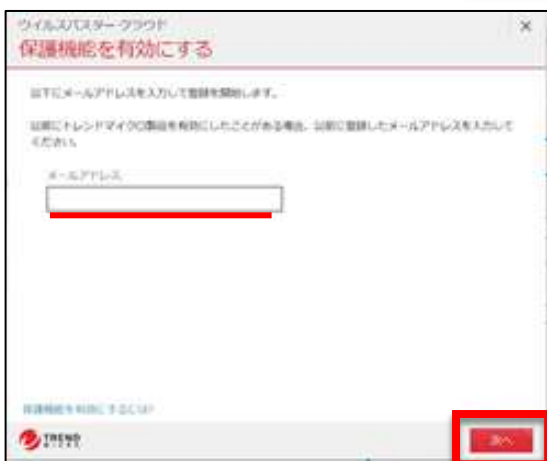 ウイルスバスター クラウド
保護機能を有効にする
以下にメールアドレスを入力して登録を開始します。
以前にトレンドマイクロ製品を有効にしたことがある場合、以前に登録したメールアドレスを入力して
ください。
メールアドレス
保護機能を有効にするには?
TREND
MICRO
次へ